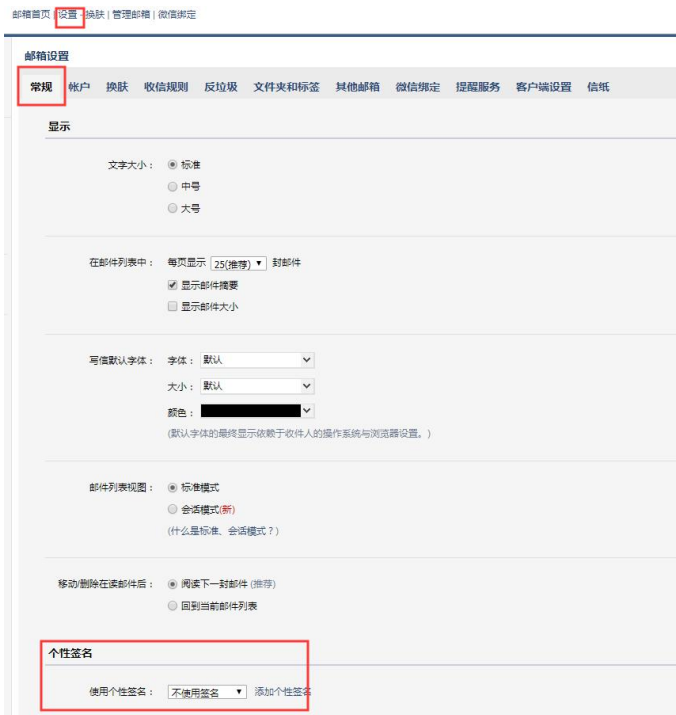 邮箱首页 | 设置 - 换肤 | 管理邮箱 | 微信绑定
邮箱设置
常规 帐户 换肤 收信规则 反垃圾 文件夹和标签 其他邮箱 微信绑定 提醒服务 客户端设置 信纸
显示
文字大小： 标准
中号
大号
在邮件列表中： 每页显示 25(推荐) 封邮件
显示邮件摘要
显示邮件大小
写信默认字体： 字体： 默认
大小： 默认
颜色：
(默认字体的最终显示依赖于收件人的操作系统与浏览器设置。)
邮件列表视图： 标准模式
会话模式(新)
(什么是标准、会话模式？)
移动/删除在读邮件后： 阅读下一封邮件 (推荐)
回到当前邮件列表
个性签名
使用个性签名： 不使用签名 添加个性签名